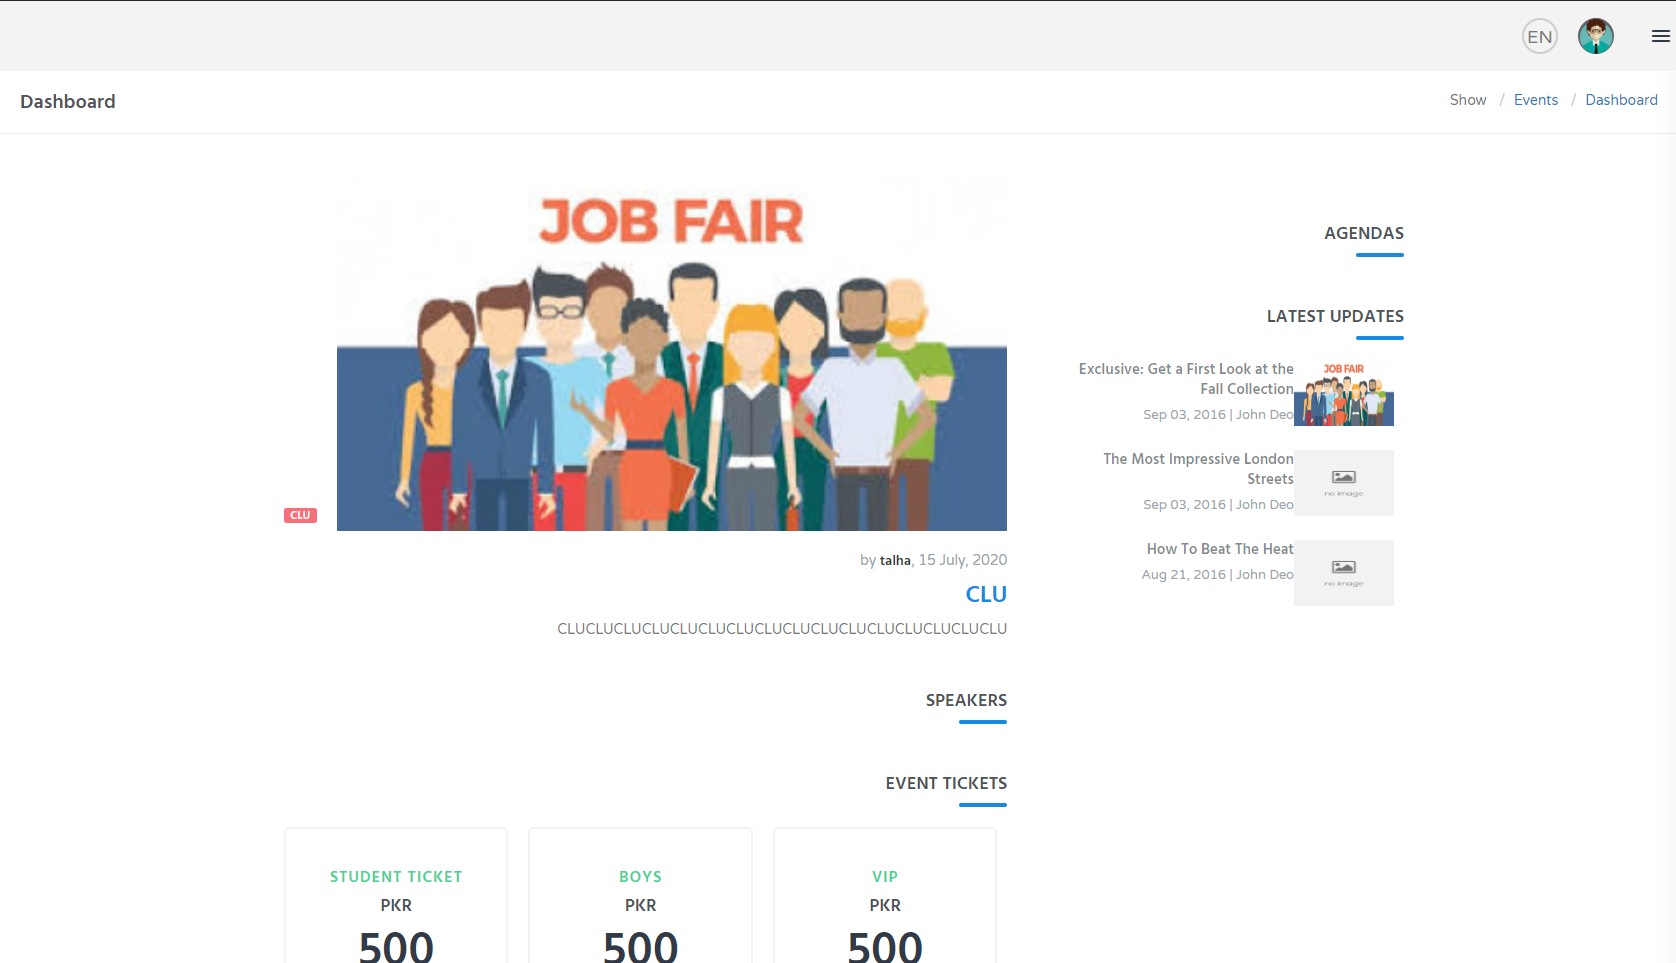 EN
Dashboard
Show / Events / Dashboard
JOB FAIR
CLU
by talha, 15 July, 2020
CLU
CLUCLUCLUCLUCLUCLUCLUCLUCLUCLUCLUCLUCLUCLUCLUCLU
SPEAKERS
EVENT TICKETS
STUDENT TICKET
PKR
500
BOYS
PKR
500
VIP
PKR
500
AGENDAS
LATEST UPDATES
Exclusive: Get a First Look at the
Fall Collection
Sep 03, 2016 | John Deo
JOB FAIR
The Most Impressive London
Streets
Sep 03, 2016 | John Deo
no image
How To Beat The Heat
Aug 21, 2016 | John Deo
no image